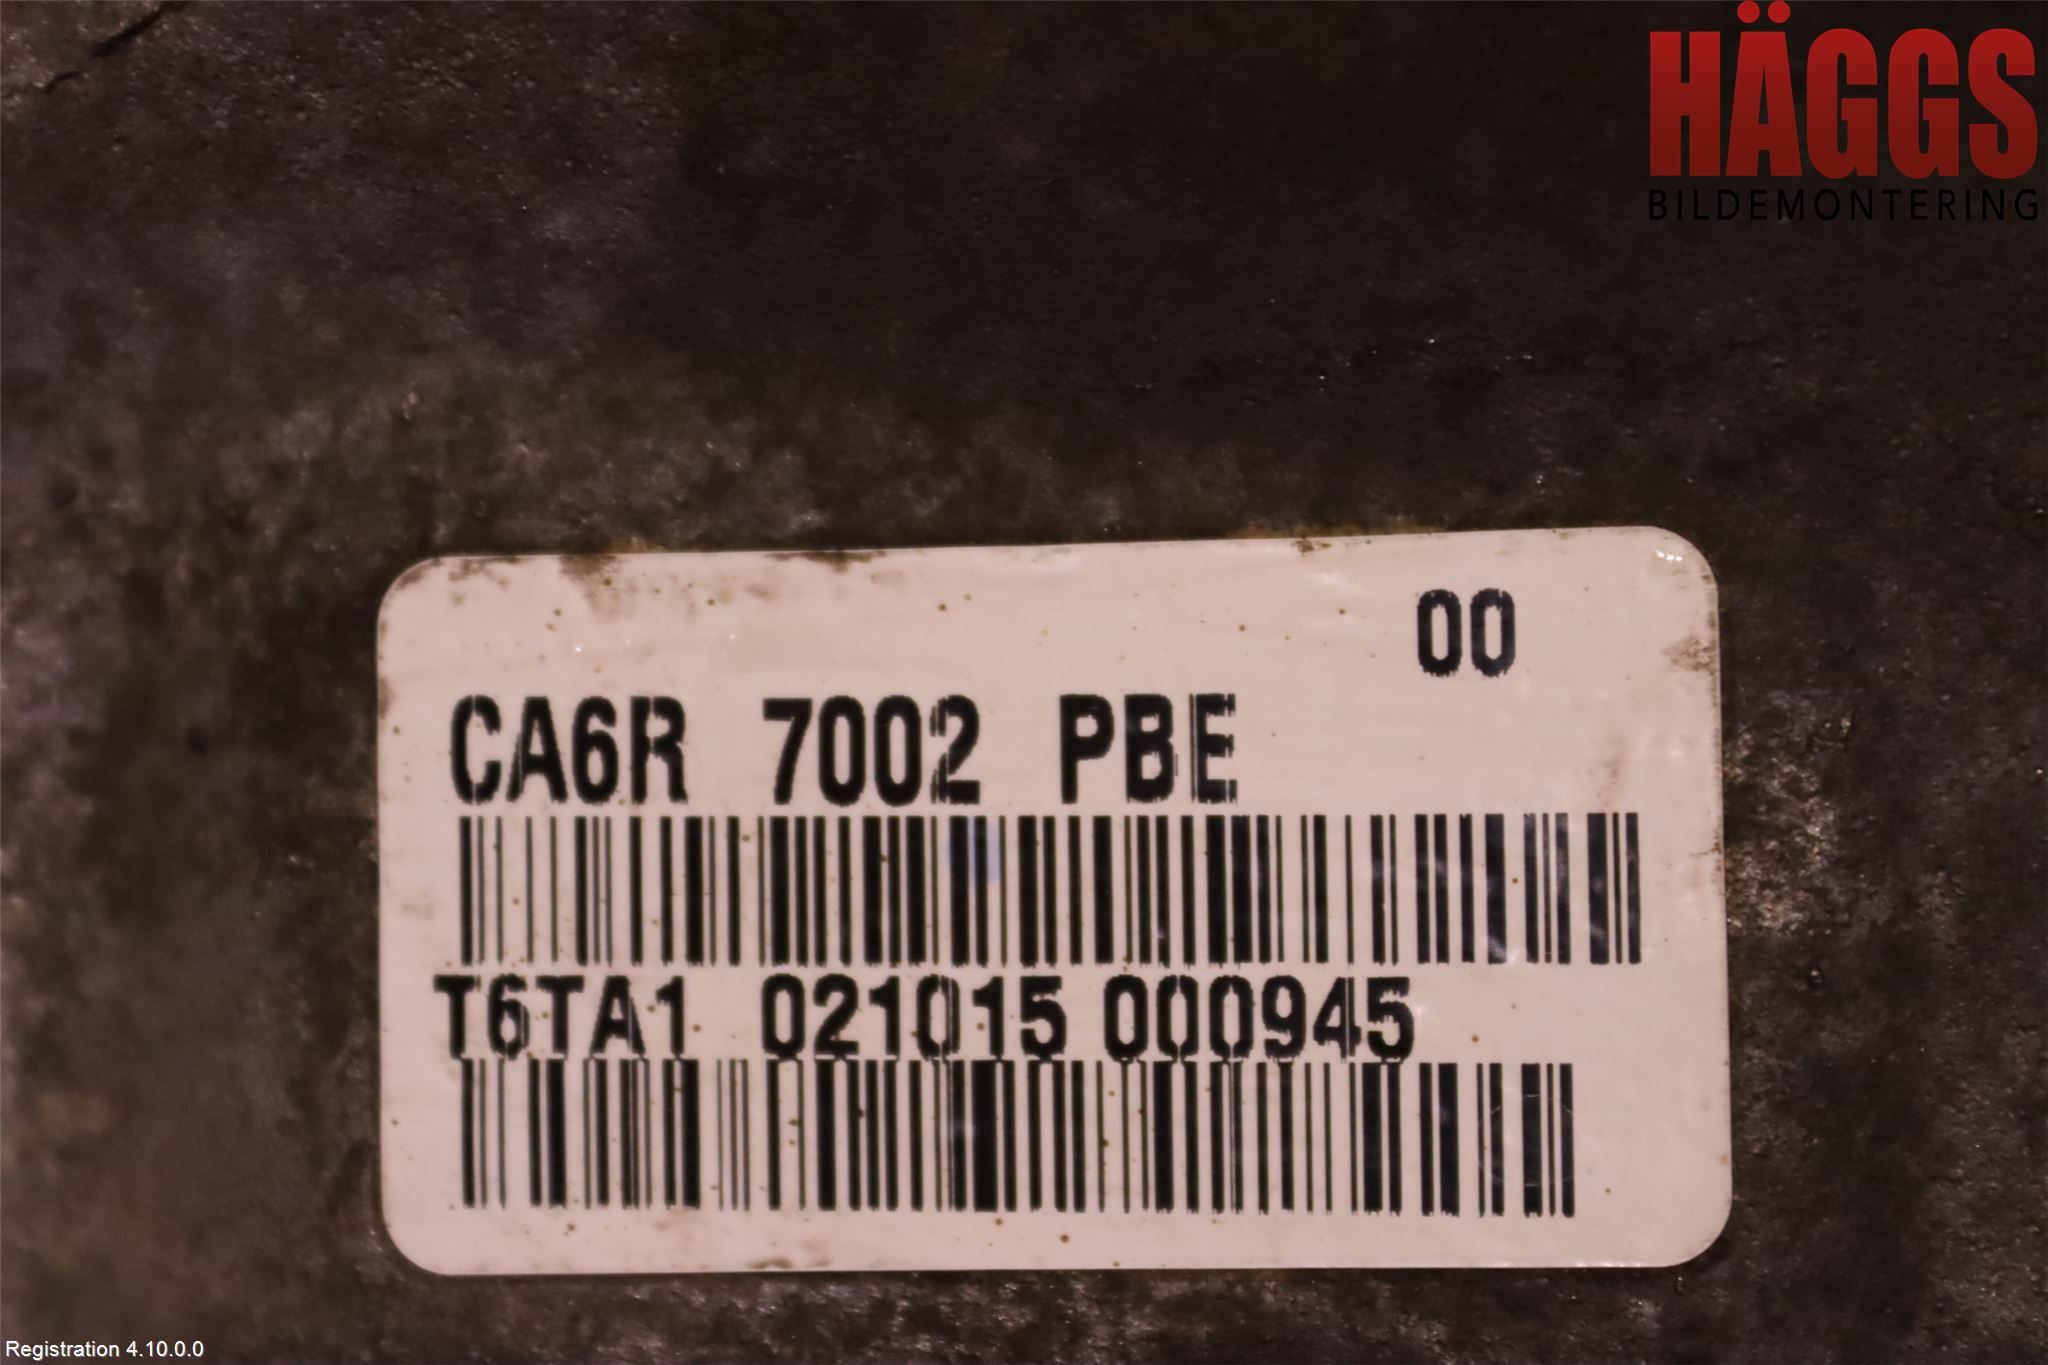 HÄGGS
BILDEMONTERING
00
CA6R 7002 PBE
T6TA1 021015 000945
Registration 4.10.0.0